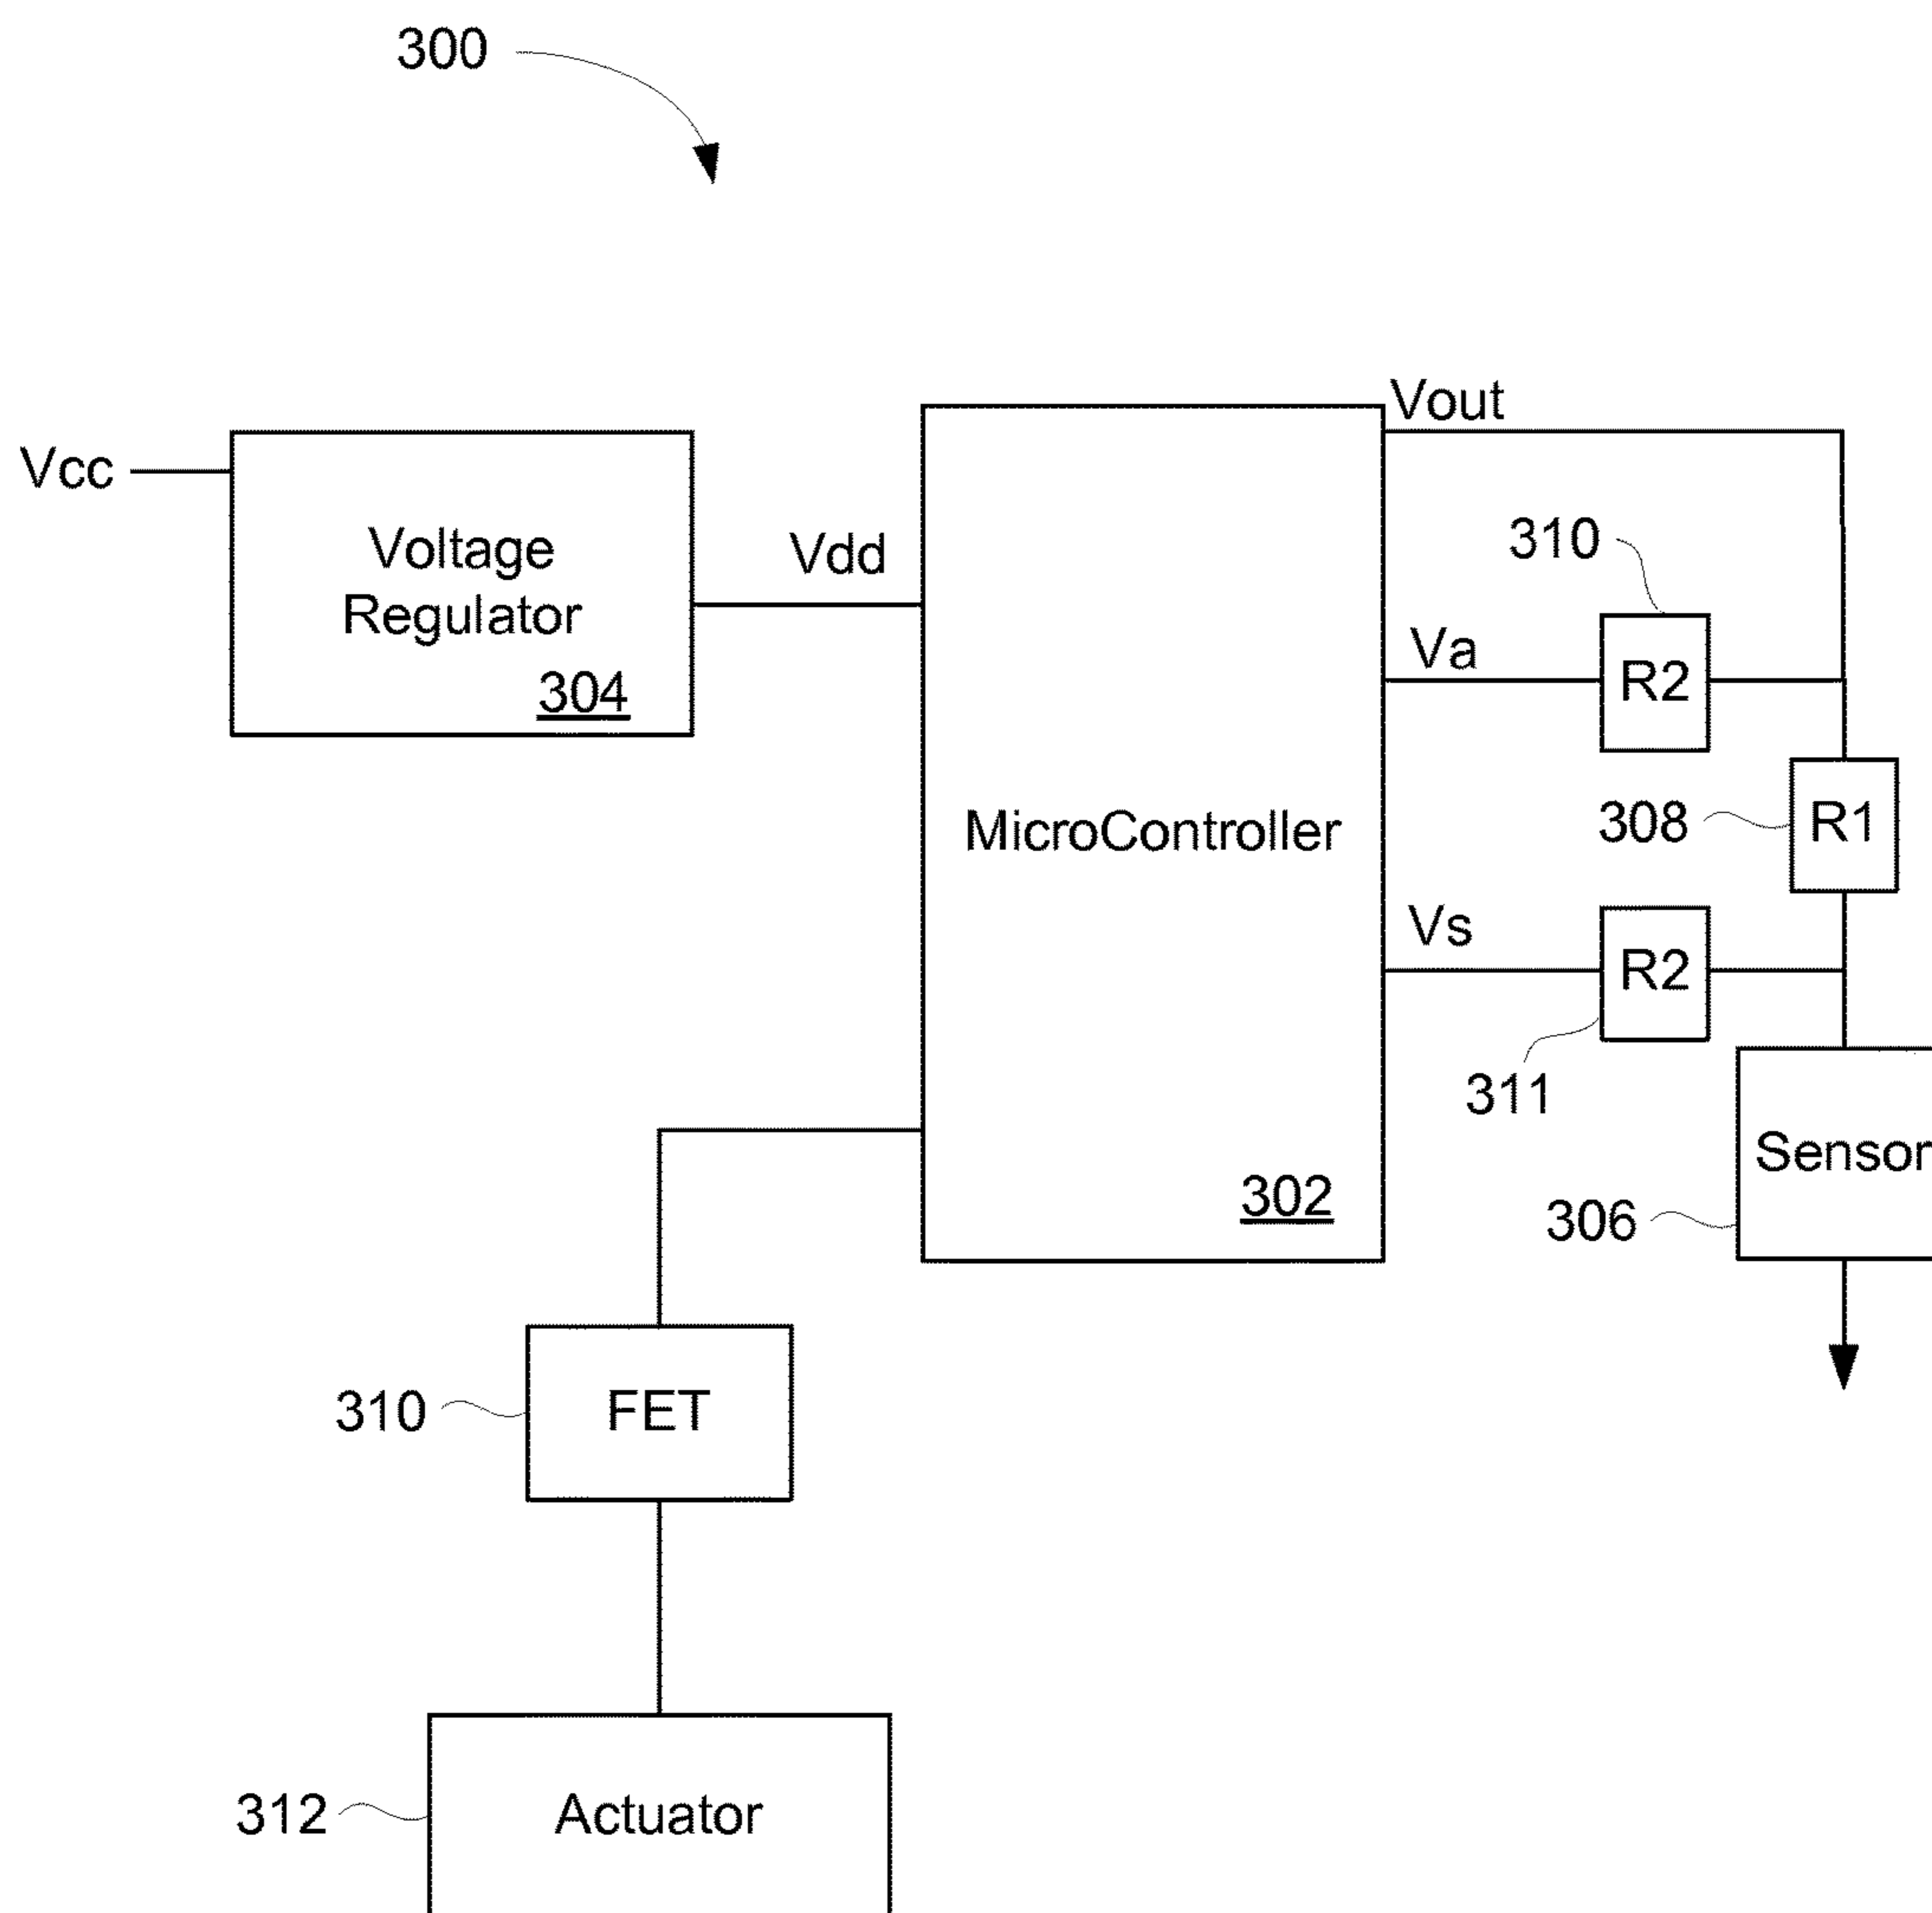 300
Vout
Vcc
310
Voltage
Regulator
304
Vdd
Va
R2
MicroController
308
R1
Vs
R2
311
Sensor
302
306
310
FET
312
Actuator